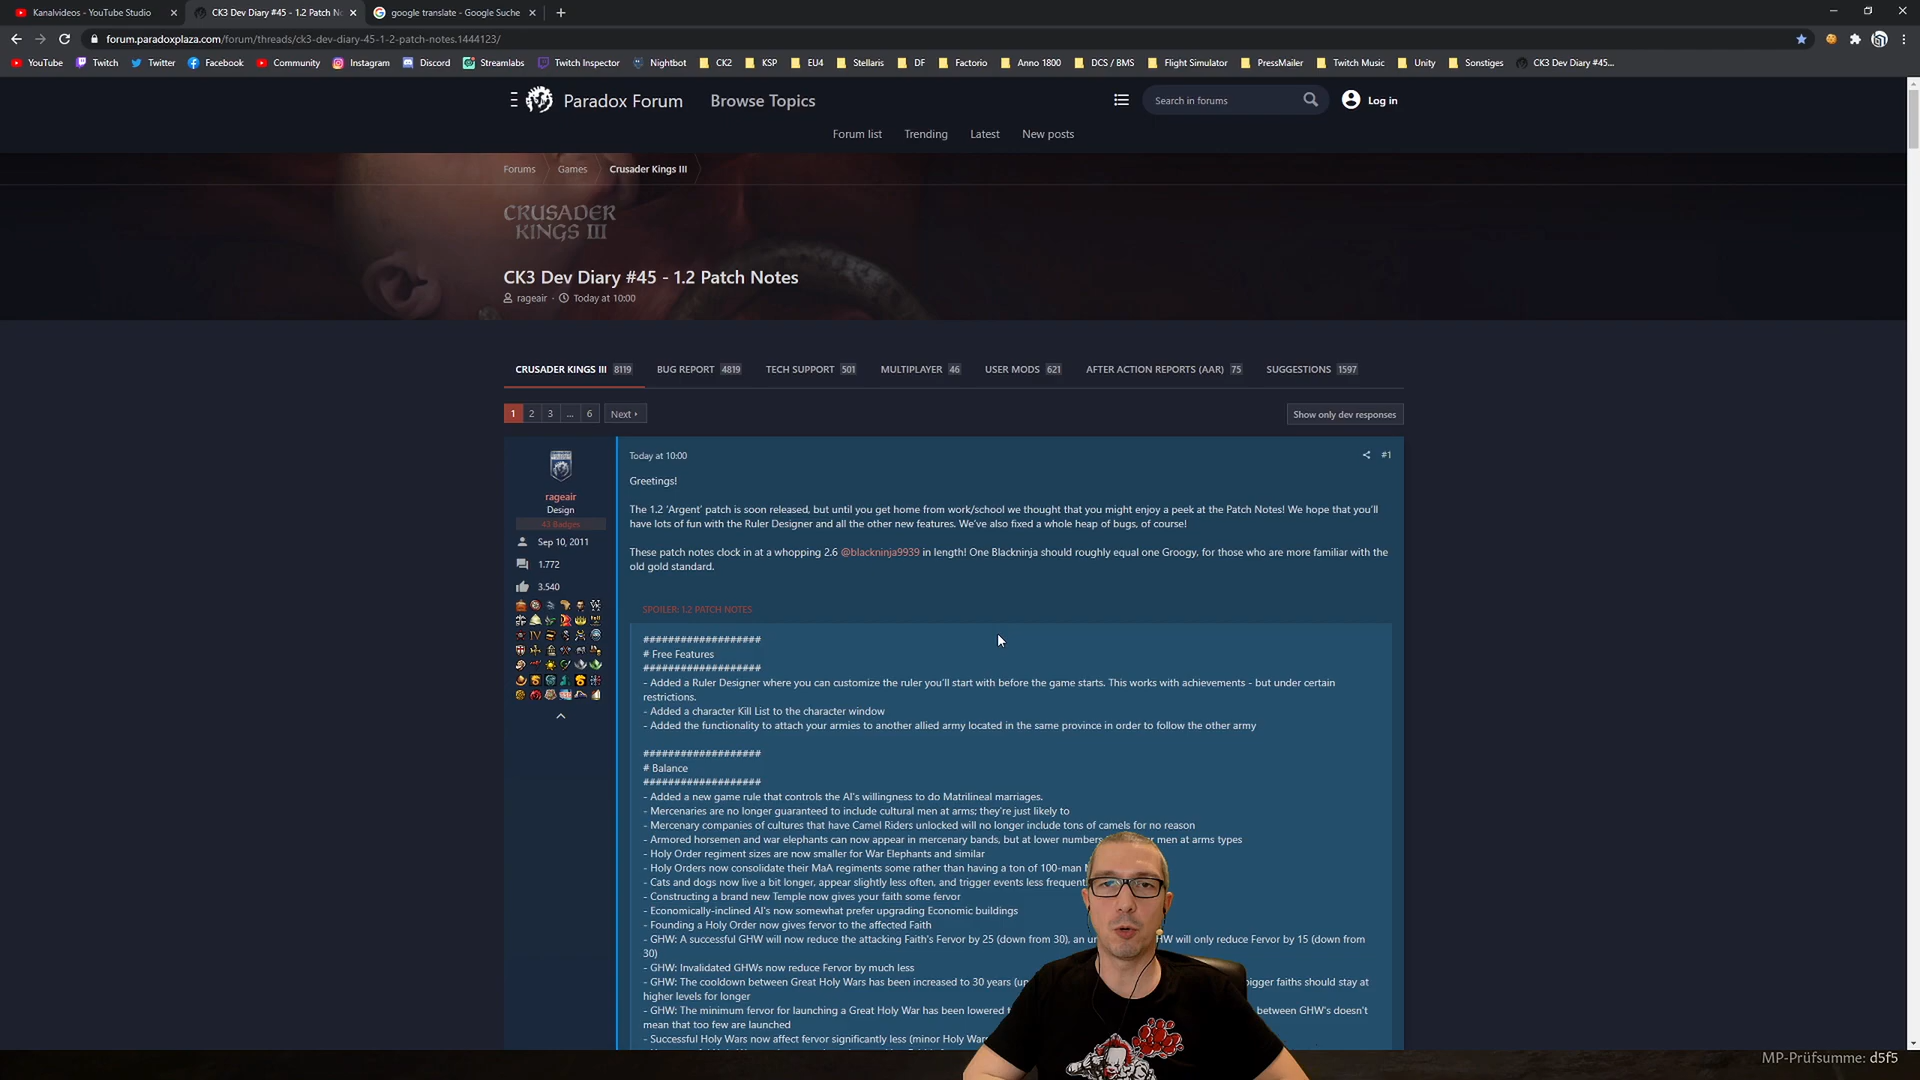 Kanalvideos - YouTube Studio
CK3 Dev Diary #45 - 1.2 Patch N
google translate - Google Suche
forum.paradoxplaza.com/forum/threads/ck3-dev-diary-45-1-2-patch-notes.1444123/
YouTube Twitch Twitter Facebook Community Instagram Discord Streamlabs Twitch Inspector Nightbot CK2 KSP EU4 Stellaris DF Factorio Anno 1800 DCS / BMS Flight Simulator PressMailer Twitch Music Unity Sonstiges CK3 Dev Diary #45...
Paradox Forum Browse Topics Search in forums Log in
Forum list Trending Latest New posts
Forums Games Crusader Kings III
CRUSADER
KINGS III
CK3 Dev Diary #45 - 1.2 Patch Notes
rageair · Today at 10:00
CRUSADER KINGS III 8119 BUG REPORT 4819 TECH SUPPORT 501 MULTIPLAYER 46 USER MODS 621 AFTER ACTION REPORTS (AAR) 75 SUGGESTIONS 1597
1 2 3 ... 6 Next Show only dev responses
rageair
Design
43 Badges
Sep 10, 2011
1.772
3.540
Today at 10:00 #1
Greetings!
The 1.2 'Argent' patch is soon released, but until you get home from work/school we thought that you might enjoy a peek at the Patch Notes! We hope that you'll
have lots of fun with the Ruler Designer and all the other new features. We've also fixed a whole heap of bugs, of course!
These patch notes clock in at a whopping 2.6 @blackninja9939 in length! One Blackninja should roughly equal one Groogy, for those who are more familiar with the
old gold standard.
SPOILER: 1.2 PATCH NOTES
###################
# Free Features
###################
- Added a Ruler Designer where you can customize the ruler you'll start with before the game starts. This works with achievements - but under certain
restrictions.
- Added a character Kill List to the character window
- Added the functionality to attach your armies to another allied army located in the same province in order to follow the other army
###################
# Balance
###################
- Added a new game rule that controls the AI's willingness to do Matrilineal marriages.
- Mercenaries are no longer guaranteed to include cultural men at arms; they're just likely to
- Mercenary companies of cultures that have Camel Riders unlocked will no longer include tons of camels for no reason
- Armored horsemen and war elephants can now appear in mercenary bands, but at lower numbers men at arms types
- Holy Order regiment sizes are now smaller for War Elephants and similar
- Holy Orders now consolidate their MaA regiments some rather than having a ton of 100-man
- Cats and dogs now live a bit longer, appear slightly less often, and trigger events less frequent
- Constructing a brand new Temple now gives your faith some fervor
- Economically-inclined AI's now somewhat prefer upgrading Economic buildings
- Founding a Holy Order now gives fervor to the affected Faith
- GHW: A successful GHW will now reduce the attacking Faith's Fervor by 25 (down from 30), an HW will only reduce Fervor by 15 (down from
30)
- GHW: Invalidated GHWs now reduce Fervor by much less
- GHW: The cooldown between Great Holy Wars has been increased to 30 years bigger faiths should stay at
higher levels for longer
- GHW: The minimum fervor for launching a Great Holy War has been lowered between GHW's doesn't
mean that too few are launched
- Successful Holy Wars now affect fervor significantly less (minor Holy War
MP-Prüfsumme: d5f5